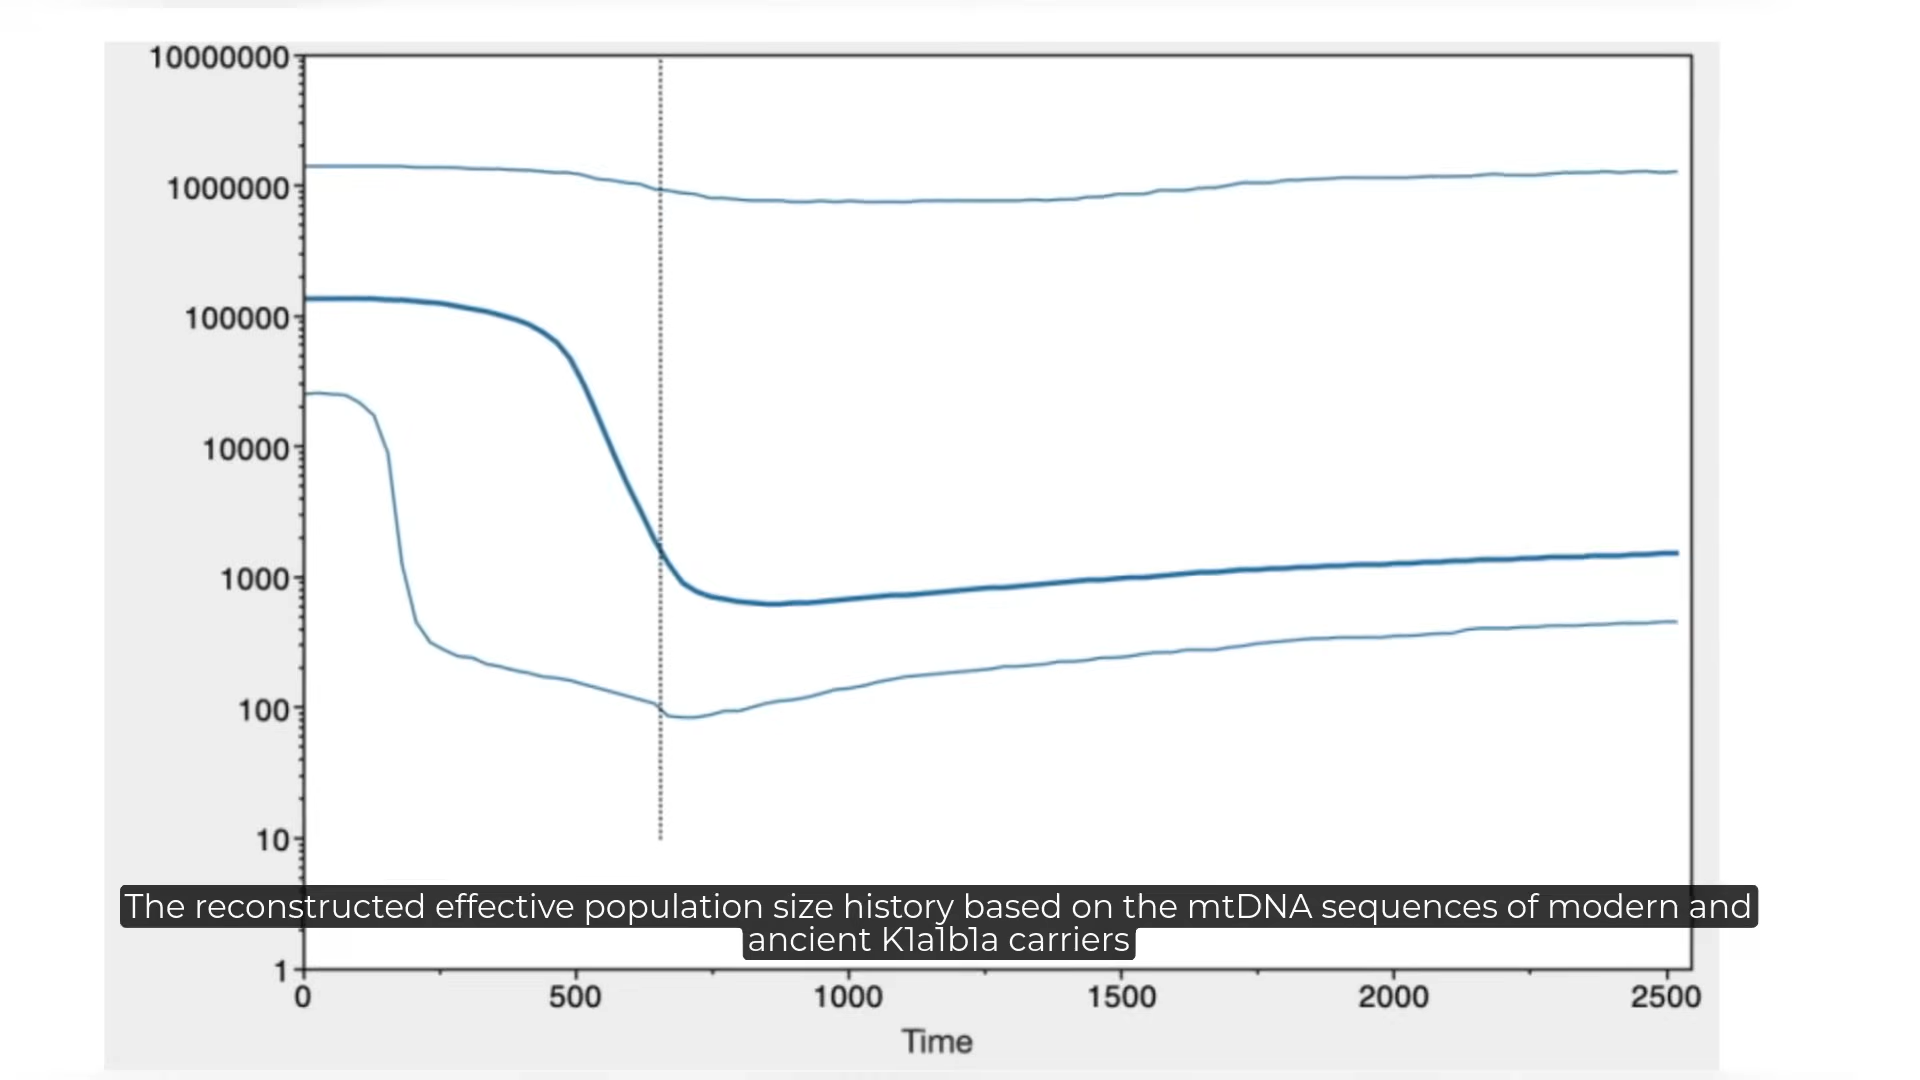 10000000
1000000
100000
10000
1000
100
10
The reconstructed effective population size history based on the mtDNA sequences of modern and
ancient K1a1b1a carriers
1
0 500 1000 1500 2000 2500
Time